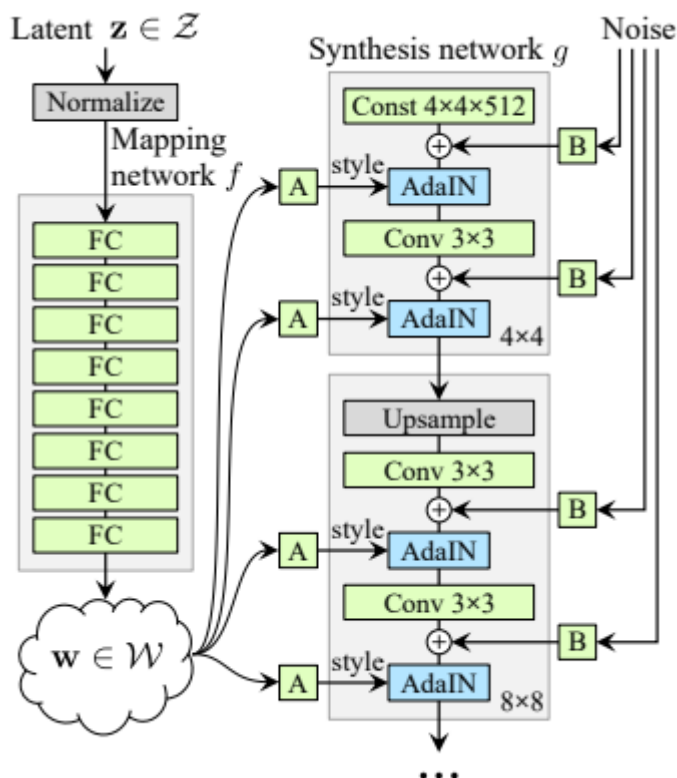 Latent z ∈ 𝒵
Normalize
Mapping
network f
FC
FC
FC
FC
FC
FC
FC
FC
w ∈ 𝒲
Synthesis network g
Noise
Const 4×4×512
+
B
A
style
AdaIN
Conv 3×3
+
B
A
style
AdaIN
4×4
Upsample
Conv 3×3
+
B
A
style
AdaIN
Conv 3×3
+
B
A
style
AdaIN
8×8
...